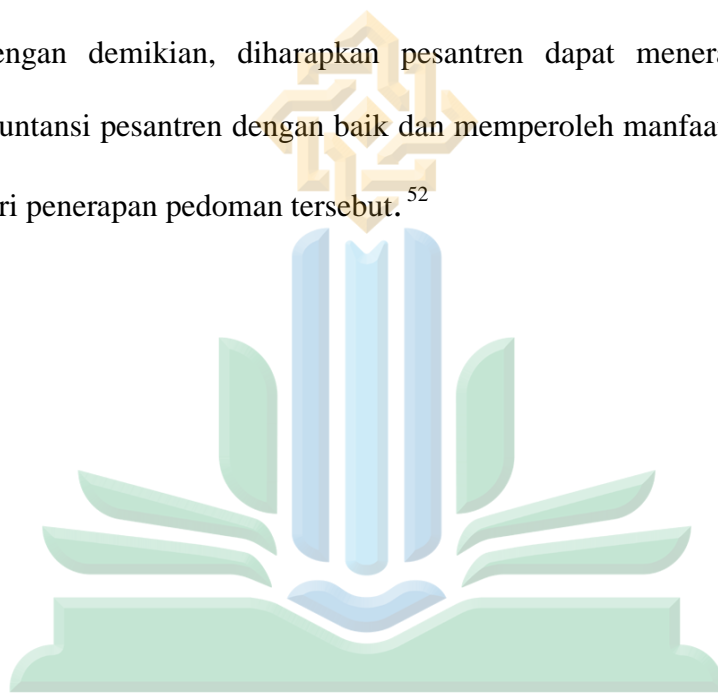 engan demikian, diharapkan pesantren dapat menera
untansi pesantren dengan baik dan memperoleh manfaa
ri penerapan pedoman tersebut. 52